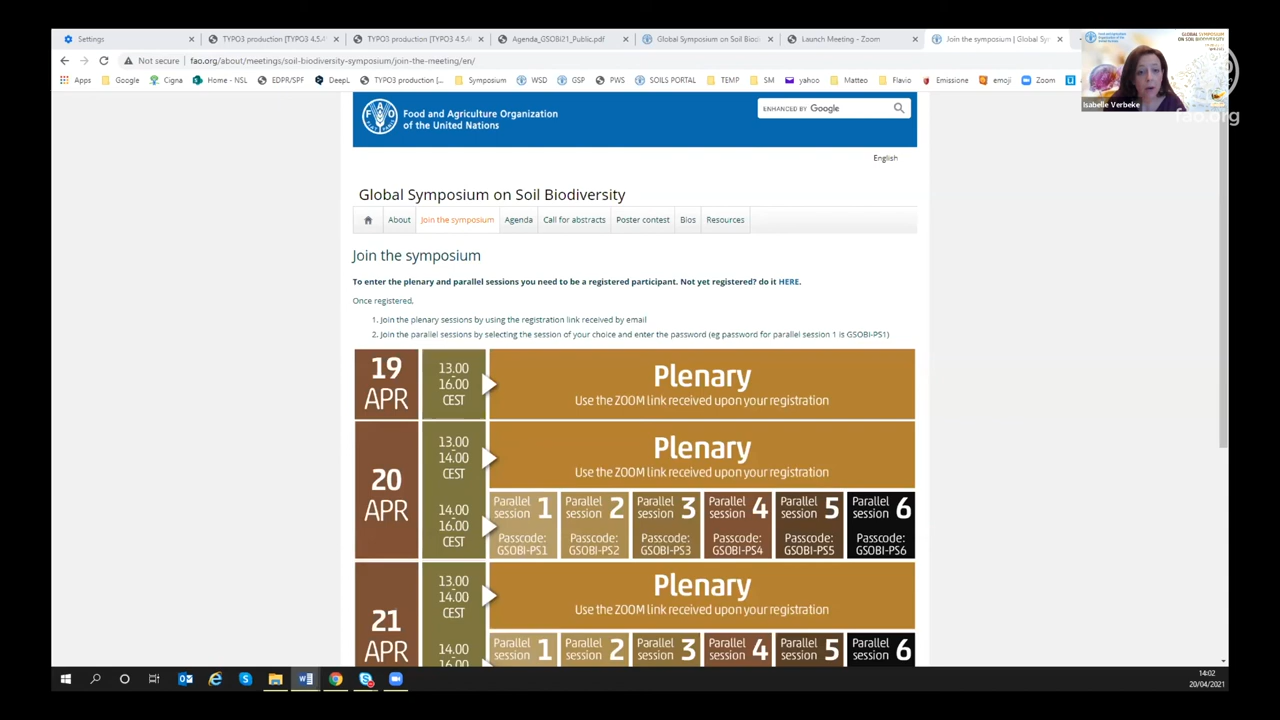 Settings
TYPO3 production [TYPO3 4.5.4
TYPO3 production [TYPO3 4.5.4
Agenda_GSOBI21_Public.pdf
Global Symposium on Soil Biodi
Launch Meeting - Zoom
Join the symposium | Global Sy
Not secure | fao.org/about/meetings/soil-biodiversity-symposium/join-the-meeting/en/
Apps
Google
Cigna
Home - NSL
EDPR/SPF
DeepL
TYPO3 production [...
Symposium
WSD
GSP
PWS
SOILS PORTAL
TEMP
SM
yahoo
Matteo
Flavio
Emissione
emoji
Zoom
GLOBAL SYMPOSIUM
ON SOIL BIODIVERSITY
Isabelle Verbeke
fao.org
Food and Agriculture Organization
of the United Nations
ENHANCED BY Google
English
Global Symposium on Soil Biodiversity
About
Join the symposium
Agenda
Call for abstracts
Poster contest
Bios
Resources
Join the symposium
To enter the plenary and parallel sessions you need to be a registered participant. Not yet registered? do it HERE.
Once registered,
1. Join the plenary sessions by using the registration link received by email
2. Join the parallel sessions by selecting the session of your choice and enter the password (eg password for parallel session 1 is GSOBI-PS1)
19
APR
13.00
-
16.00
CEST
Plenary
Use the ZOOM link received upon your registration
20
APR
13.00
-
14.00
CEST
Plenary
Use the ZOOM link received upon your registration
14.00
-
16.00
CEST
Parallel session 1
Passcode:
GSOBI-PS1
Parallel session 2
Passcode:
GSOBI-PS2
Parallel session 3
Passcode:
GSOBI-PS3
Parallel session 4
Passcode:
GSOBI-PS4
Parallel session 5
Passcode:
GSOBI-PS5
Parallel session 6
Passcode:
GSOBI-PS6
21
APR
13.00
-
14.00
CEST
Plenary
Use the ZOOM link received upon your registration
14.00
-
16.00
Parallel session 1
Parallel session 2
Parallel session 3
Parallel session 4
Parallel session 5
Parallel session 6
14:02
20/04/2021